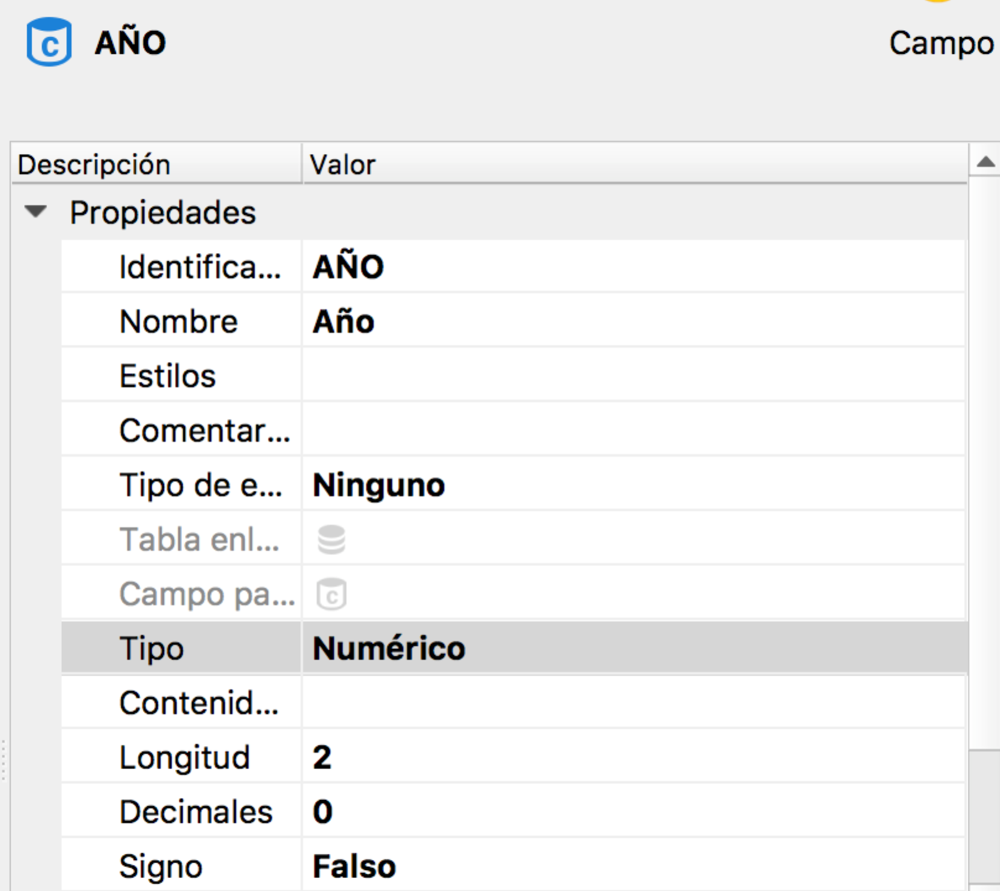 AÑO
Campo
Descripción Valor
Propiedades
Identifica... AÑO
Nombre Año
Estilos
Comentar...
Tipo de e... Ninguno
Tabla enl...
Campo pa...
Tipo Numérico
Contenid...
Longitud 2
Decimales 0
Signo Falso